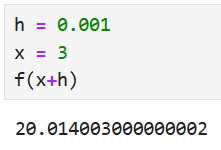 h = 0.001
x = 3
f(x+h)
20.014003000000002